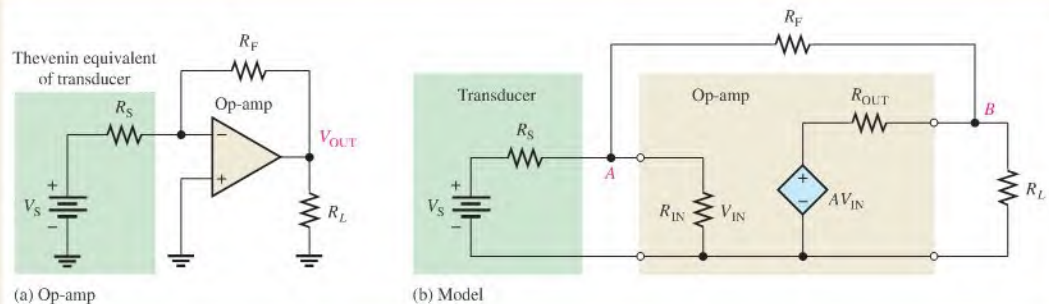 Thevenin equivalent
of transducer
R_S
R_F
Op-amp
−
+
V_OUT
+
V_S
−
R_L
(a) Op-amp
R_F
Transducer
Op-amp
R_S
R_OUT
A
B
+
V_S
−
R_IN
V_IN
+
−
AV_IN
R_L
(b) Model